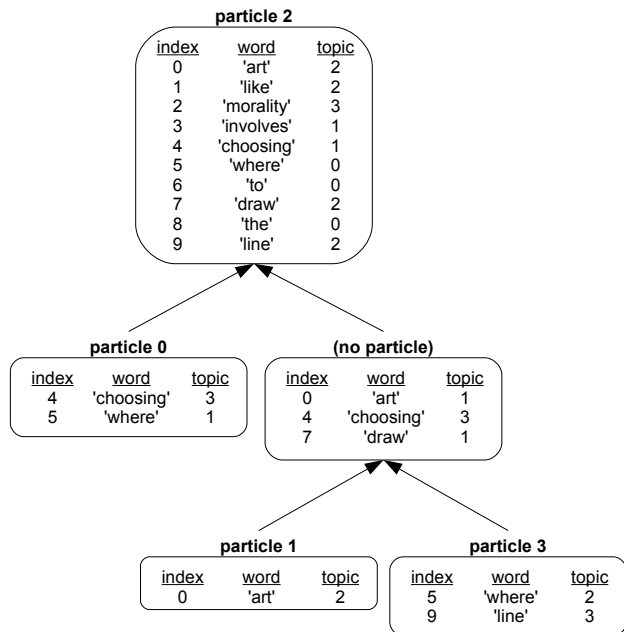 particle 2
index word topic
0 'art' 2
1 'like' 2
2 'morality' 3
3 'involves' 1
4 'choosing' 1
5 'where' 0
6 'to' 0
7 'draw' 2
8 'the' 0
9 'line' 2
particle 0
index word topic
4 'choosing' 3
5 'where' 1
(no particle)
index word topic
0 'art' 1
4 'choosing' 3
7 'draw' 1
particle 1
index word topic
0 'art' 2
particle 3
index word topic
5 'where' 2
9 'line' 3